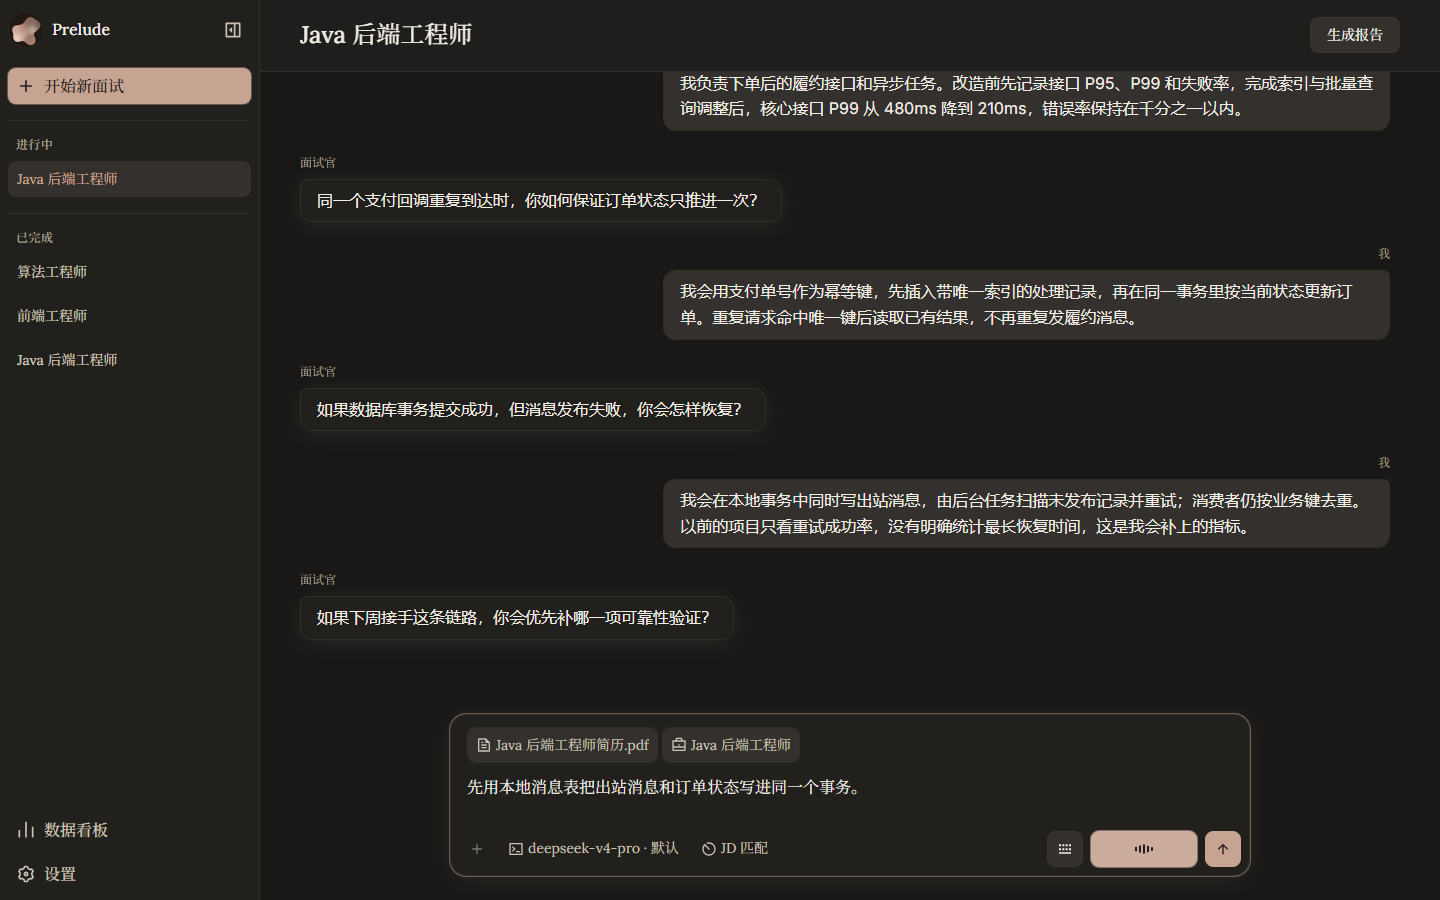 Prelude
开始新面试
进行中
Java 后端工程师
已完成
算法工程师
前端工程师
Java 后端工程师
数据看板
设置
Java 后端工程师
生成报告
我负责下单后的履约接口和异步任务。改造前先记录接口 P95、P99 和失败率，完成索引与批量查
询调整后，核心接口 P99 从 480ms 降到 210ms，错误率保持在千分之一以内。
面试官
同一个支付回调重复到达时，你如何保证订单状态只推进一次？
我
我会用支付单号作为幂等键，先插入带唯一索引的处理记录，再在同一事务里按当前状态更新订
单。重复请求命中唯一键后读取已有结果，不再重复发履约消息。
面试官
如果数据库事务提交成功，但消息发布失败，你会怎样恢复？
我
我会在本地事务中同时写出站消息，由后台任务扫描未发布记录并重试；消费者仍按业务键去重。
以前的项目只看重试成功率，没有明确统计最长恢复时间，这是我会补上的指标。
面试官
如果下周接手这条链路，你会优先补哪一项可靠性验证？
Java 后端工程师简历.pdf
Java 后端工程师
先用本地消息表把出站消息和订单状态写进同一个事务。
deepseek-v4-pro · 默认
JD 匹配